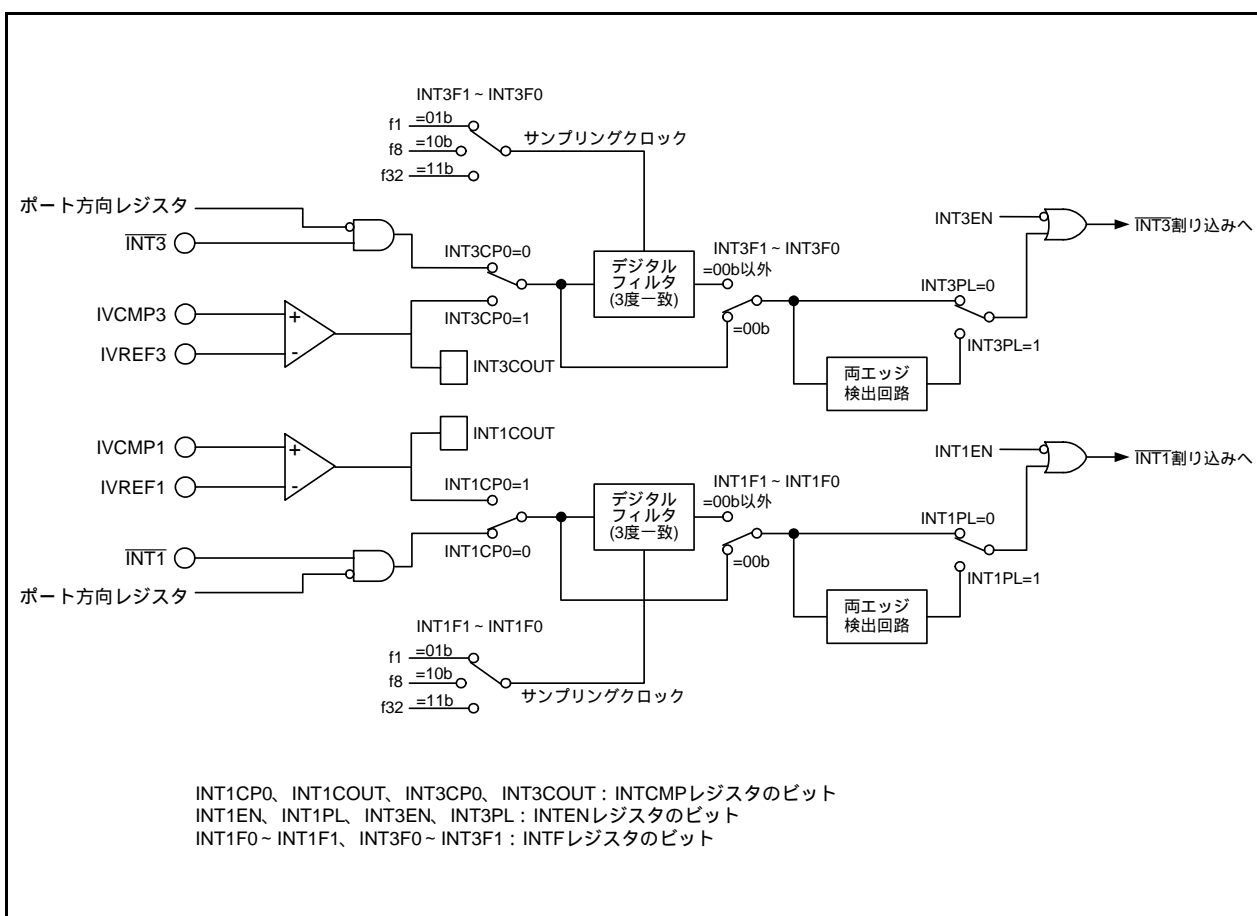 INT3F1 ~ INT3F0
f1 =01b
サンプリングクロック
f8 =10b
f32 =11b
ポート方向レジスタ
INT3
INT3CP0=0
デジタル
フィルタ
(3度一致)
INT3F1 ~ INT3F0
=00b以外
=00b
INT3EN
INT3割り込みへ
INT3PL=0
IVCMP3
+
IVREF3
-
INT3CP0=1
INT3COUT
INT3PL=1
両エッジ
検出回路
INT1COUT
IVCMP1
+
IVREF1
-
INT1CP0=1
デジタル
フィルタ
(3度一致)
INT1F1 ~ INT1F0
=00b以外
=00b
INT1EN
INT1割り込みへ
INT1PL=0
INT1
INT1CP0=0
ポート方向レジスタ
INT1PL=1
両エッジ
検出回路
INT1F1 ~ INT1F0
f1 =01b
f8 =10b
サンプリングクロック
f32 =11b
INT1CP0、INT1COUT、INT3CP0、INT3COUT : INTCMPレジスタのビット
INT1EN、INT1PL、INT3EN、INT3PL : INTENレジスタのビット
INT1F0 ~ INT1F1、INT3F0 ~ INT3F1 : INTFレジスタのビット